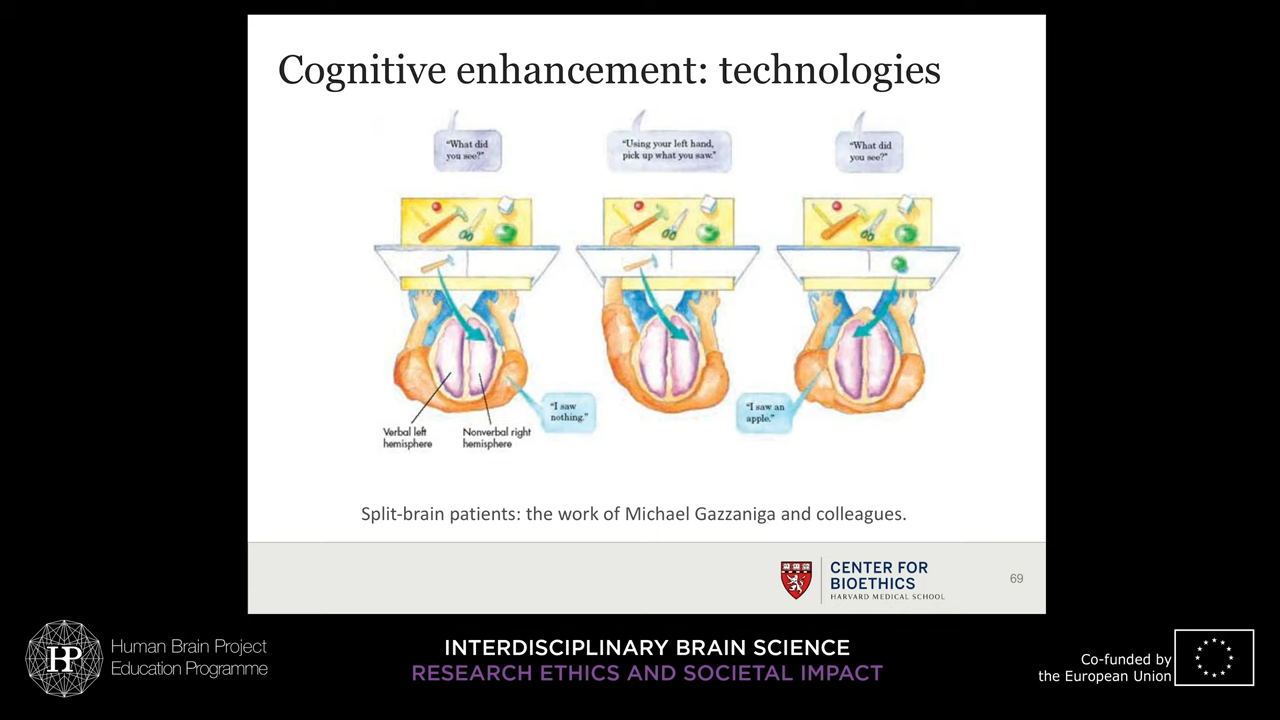 Cognitive enhancement: technologies
"What did
you see?"
"Using your left hand,
pick up what you saw."
"What did
you see?"
"I saw
nothing."
"I saw an
apple."
Verbal left
hemisphere
Nonverbal right
hemisphere
Split-brain patients: the work of Michael Gazzaniga and colleagues.
CENTER FOR
BIOETHICS
HARVARD MEDICAL SCHOOL
69
HP
Human Brain Project
Education Programme
INTERDISCIPLINARY BRAIN SCIENCE
RESEARCH ETHICS AND SOCIETAL IMPACT
Co-funded by
the European Union